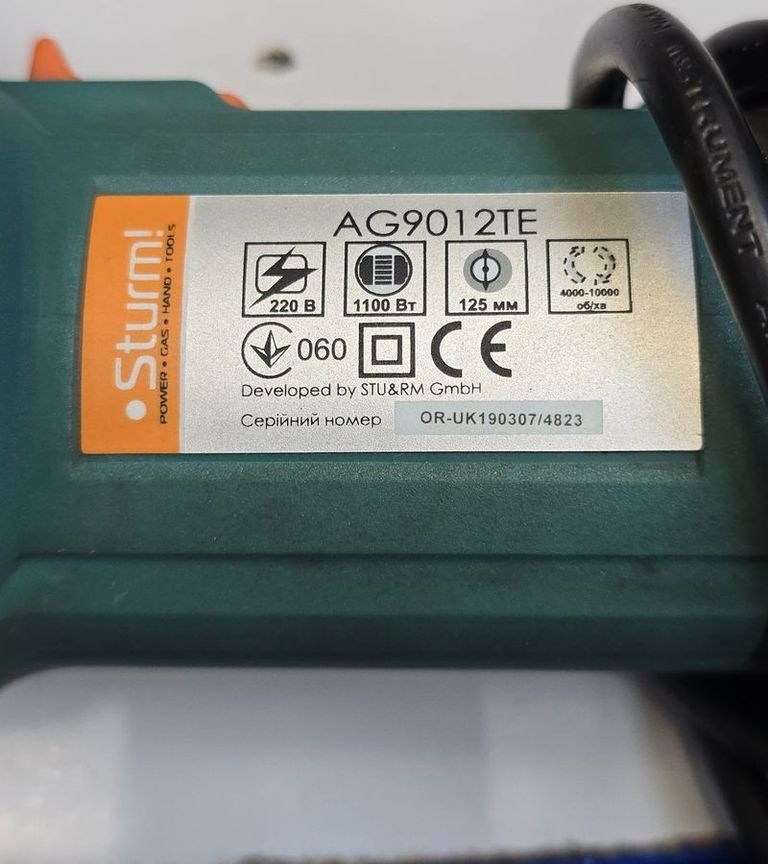 •Sturm!
POWER • GAS • HAND • TOOLS
AG9012TE
220 В
1100 Вт
125 мм
4000-10000
об/хв
060
CE
Developed by STU&RM GmbH
Серійний номер OR-UK190307/4823
INSTRUMENT